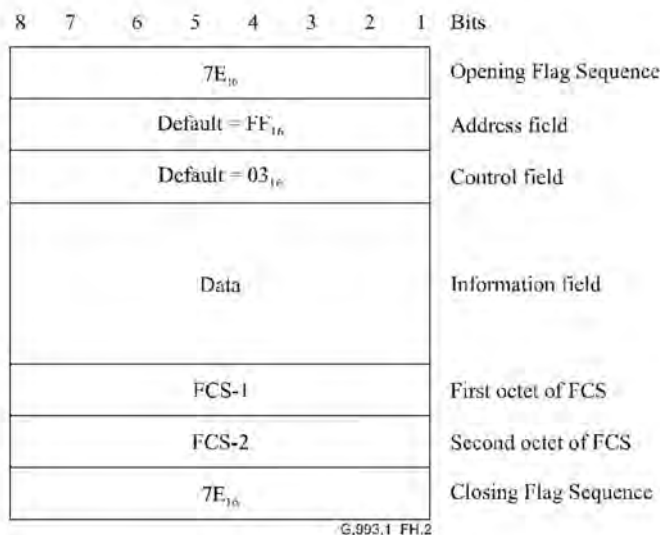 8 7 6 5 4 3 2 1 Bits
7E₁₆ Opening Flag Sequence
Default = FF₁₆ Address field
Default = 03₁₆ Control field
Data Information field
FCS-1 First octet of FCS
FCS-2 Second octet of FCS
7E₁₆ Closing Flag Sequence
G.993.1_FH.2